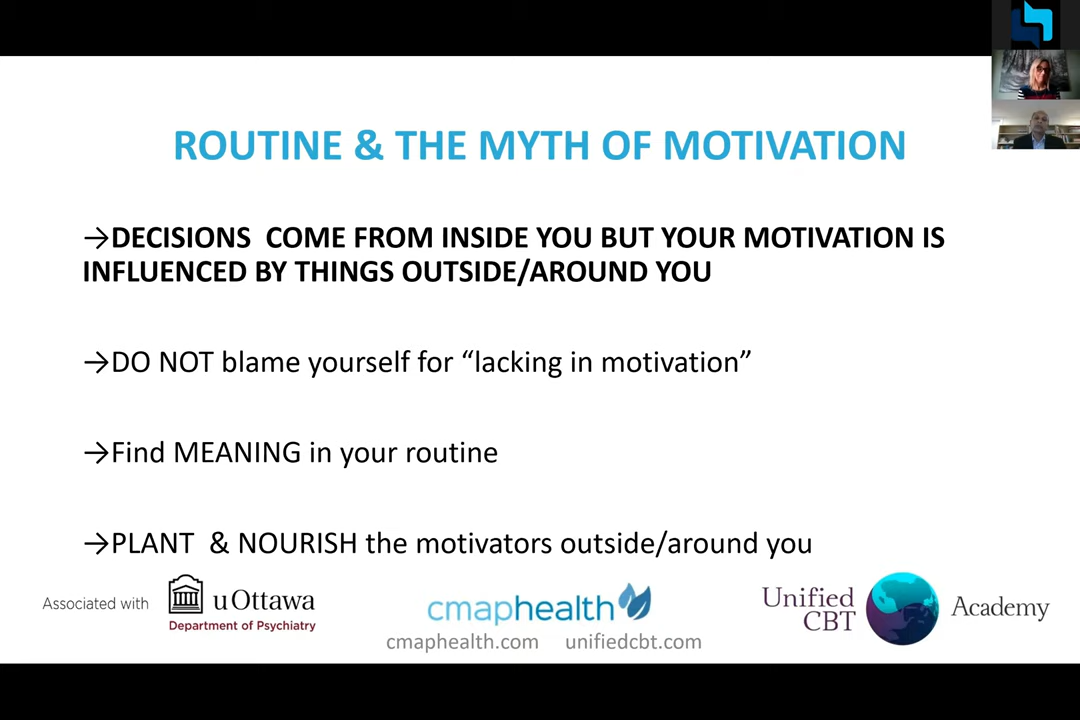 ROUTINE & THE MYTH OF MOTIVATION
→DECISIONS COME FROM INSIDE YOU BUT YOUR MOTIVATION IS
INFLUENCED BY THINGS OUTSIDE/AROUND YOU
→DO NOT blame yourself for “lacking in motivation”
→Find MEANING in your routine
→PLANT & NOURISH the motivators outside/around you
Associated with
uOttawa
Department of Psychiatry
cmaphealth
cmaphealth.com unifiedcbt.com
Unified
CBT
Academy